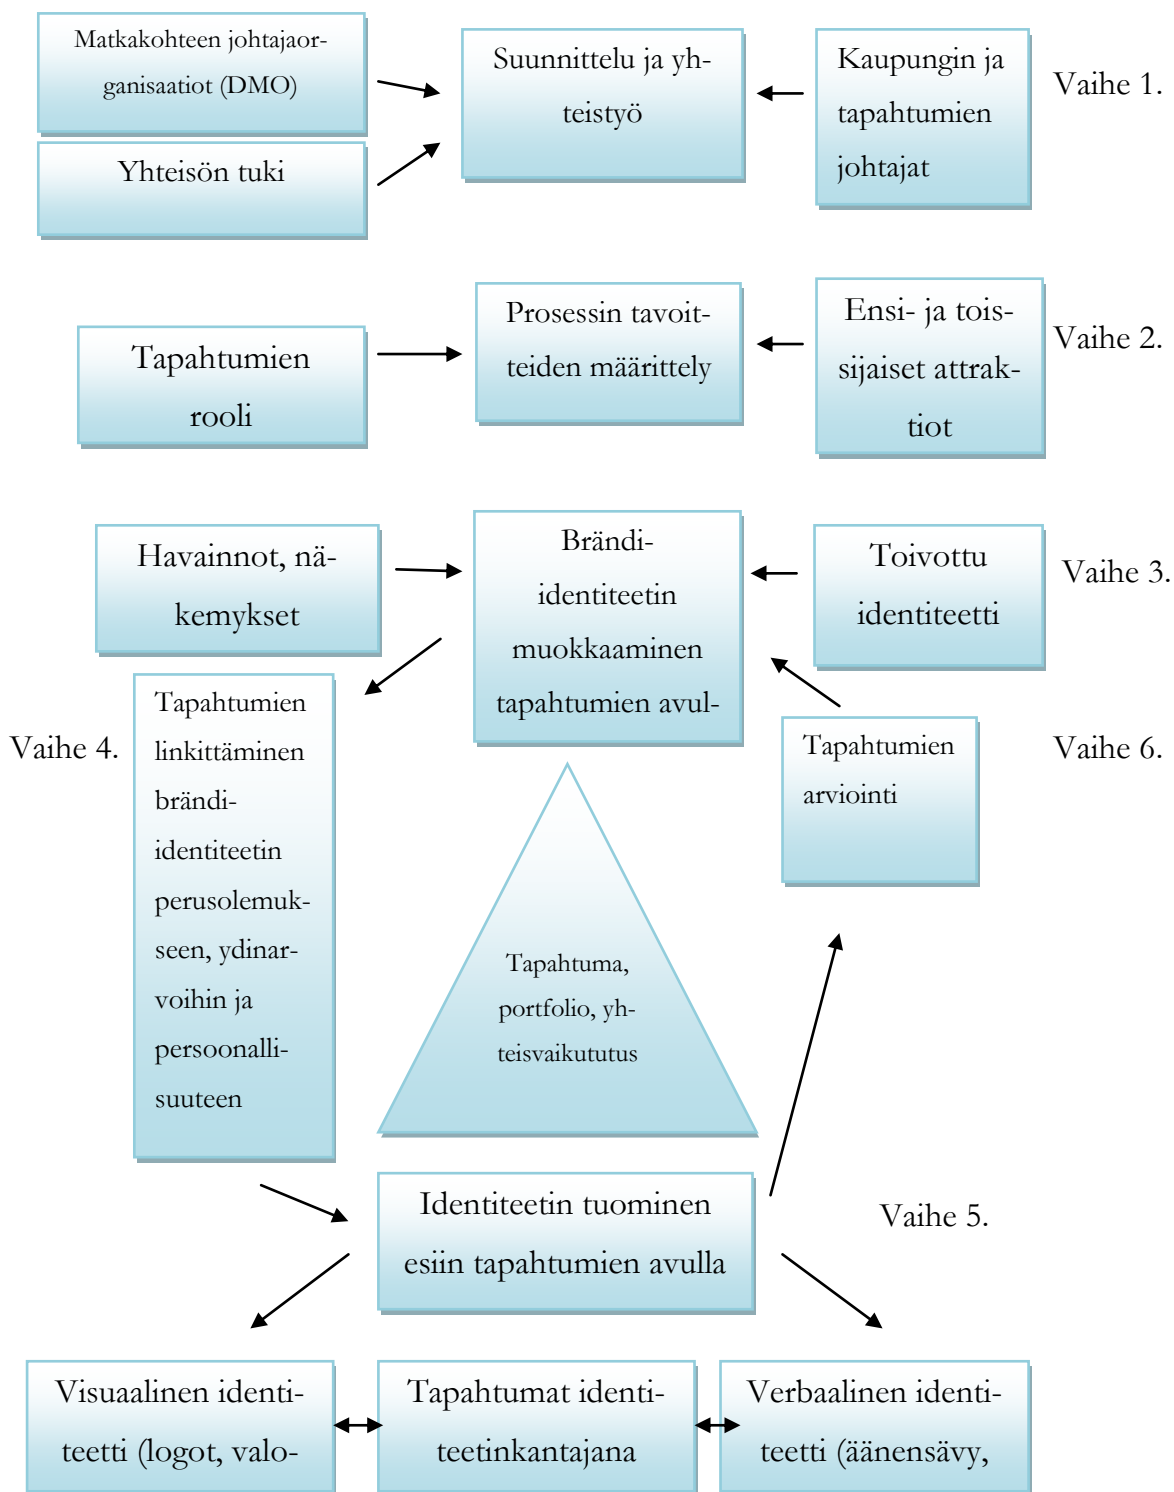 Matkakohteen johtajaor-
ganisaatiot (DMO)
Yhteisön tuki
Suunnittelu ja yh-
teistyö
Kaupungin ja
tapahtumien
johtajat
Vaihe 1.
Tapahtumien
rooli
Prosessin tavoit-
teiden määrittely
Ensi- ja tois-
sijaiset attrak-
tiot
Vaihe 2.
Havainnot, nä-
kemykset
Brändi-
identiteetin
muokkaaminen
tapahtumien avul-
Toivottu
identiteetti
Vaihe 3.
Vaihe 4.
Tapahtumien
linkittäminen
brändi-
identiteetin
perusolemuk-
seen, ydinar-
voihin ja
persoonalli-
suuteen
Tapahtumien
arviointi
Vaihe 6.
Tapahtuma,
portfolio, yh-
teisvaikututus
Identiteetin tuominen
esiin tapahtumien avulla
Vaihe 5.
Visuaalinen identi-
teetti (logot, valo-
Tapahtumat identi-
teetinkantajana
Verbaalinen identi-
teetti (äänensävy,